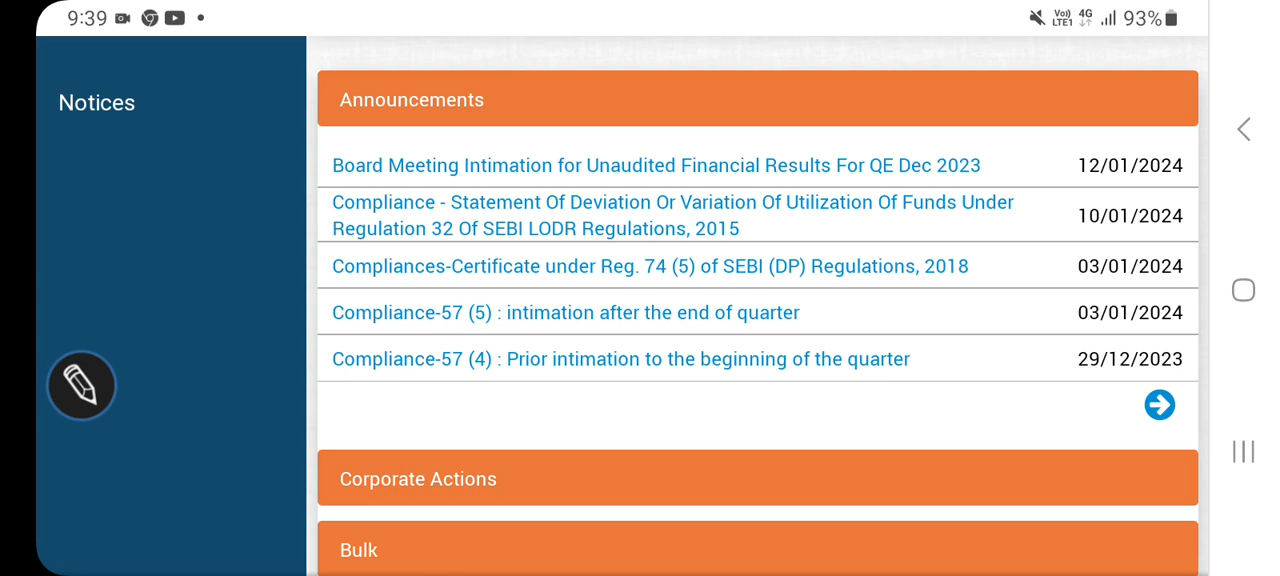 9:39
Vo)) LTE1 4G 93%
Notices
Announcements
Board Meeting Intimation for Unaudited Financial Results For QE Dec 2023 12/01/2024
Compliance - Statement Of Deviation Or Variation Of Utilization Of Funds Under
Regulation 32 Of SEBI LODR Regulations, 2015 10/01/2024
Compliances-Certificate under Reg. 74 (5) of SEBI (DP) Regulations, 2018 03/01/2024
Compliance-57 (5) : intimation after the end of quarter 03/01/2024
Compliance-57 (4) : Prior intimation to the beginning of the quarter 29/12/2023
Corporate Actions
Bulk